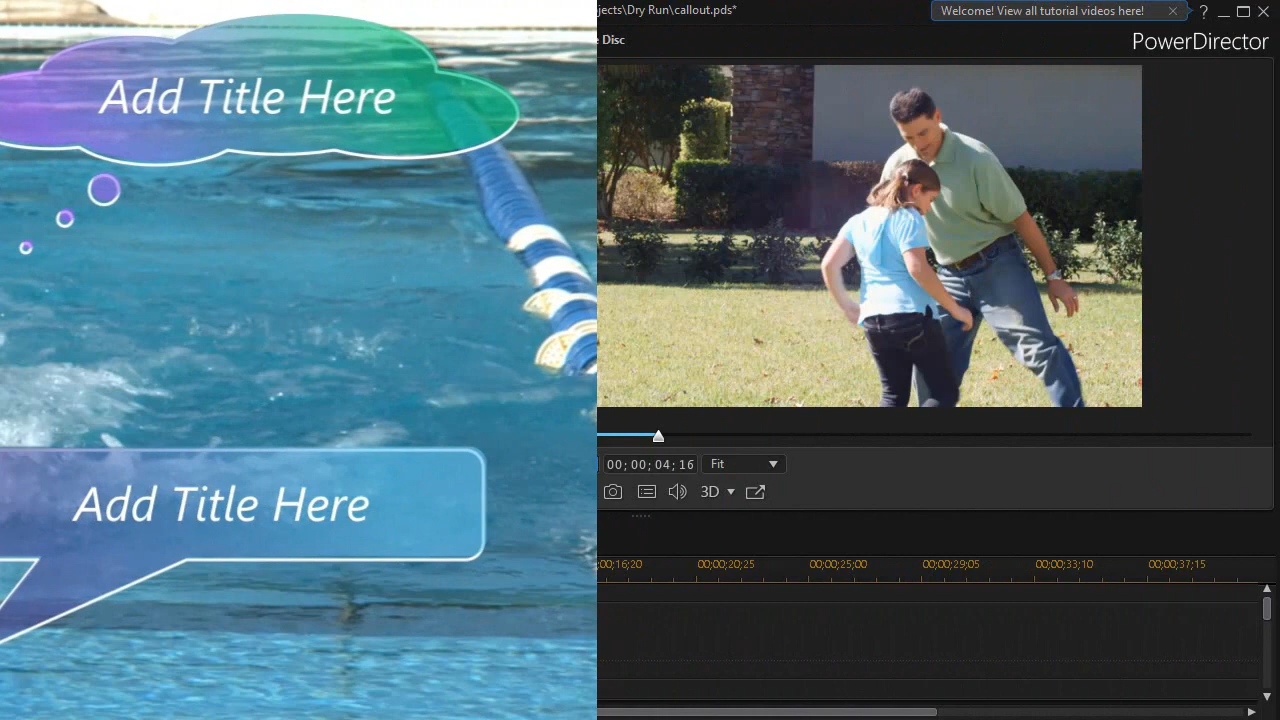 Add Title Here
Add Title Here
jects\Dry Run\callout.pds*
Welcome! View all tutorial videos here!
?
Disc
PowerDirector
00; 00; 04; 16
Fit
3D
;00;16;20
00;00;20;25
00;00;25;00
00;00;29;05
00;00;33;10
00;00;37;15